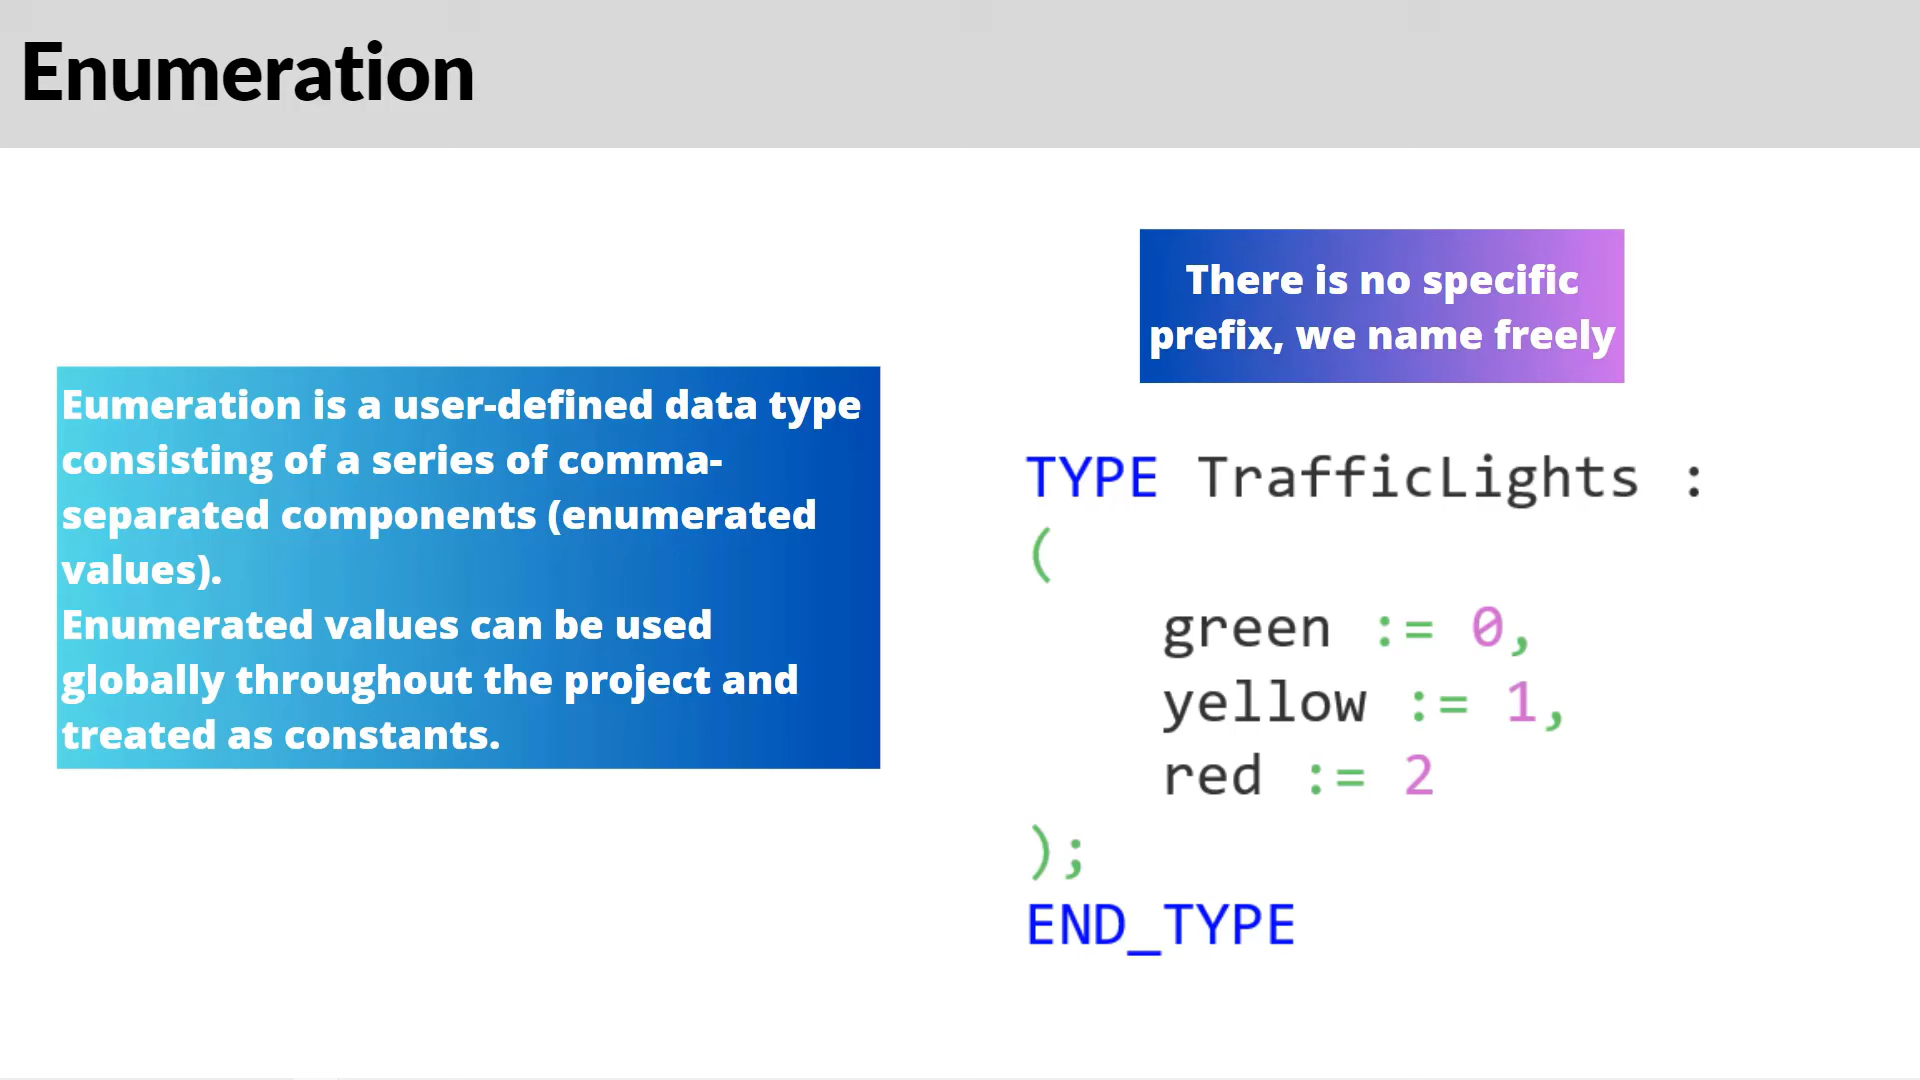 Enumeration
Eumeration is a user-defined data type
consisting of a series of comma-
separated components (enumerated
values).
Enumerated values can be used
globally throughout the project and
treated as constants.
There is no specific
prefix, we name freely
TYPE TrafficLights :
(
green := 0,
yellow := 1,
red := 2
);
END_TYPE